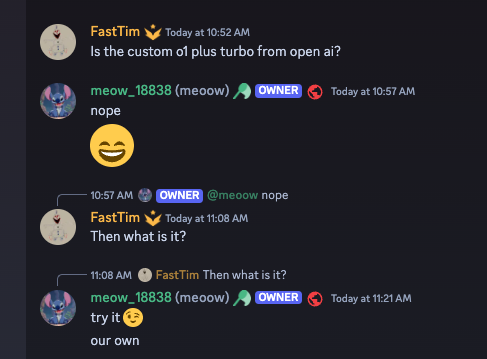 FastTim Today at 10:52 AM
Is the custom o1 plus turbo from open ai?
meow_18838 (meoow) OWNER Today at 10:57 AM
nope
10:57 AM OWNER @meoow nope
FastTim Today at 11:08 AM
Then what is it?
11:08 AM FastTim Then what is it?
meow_18838 (meoow) OWNER Today at 11:21 AM
try it 😉
our own